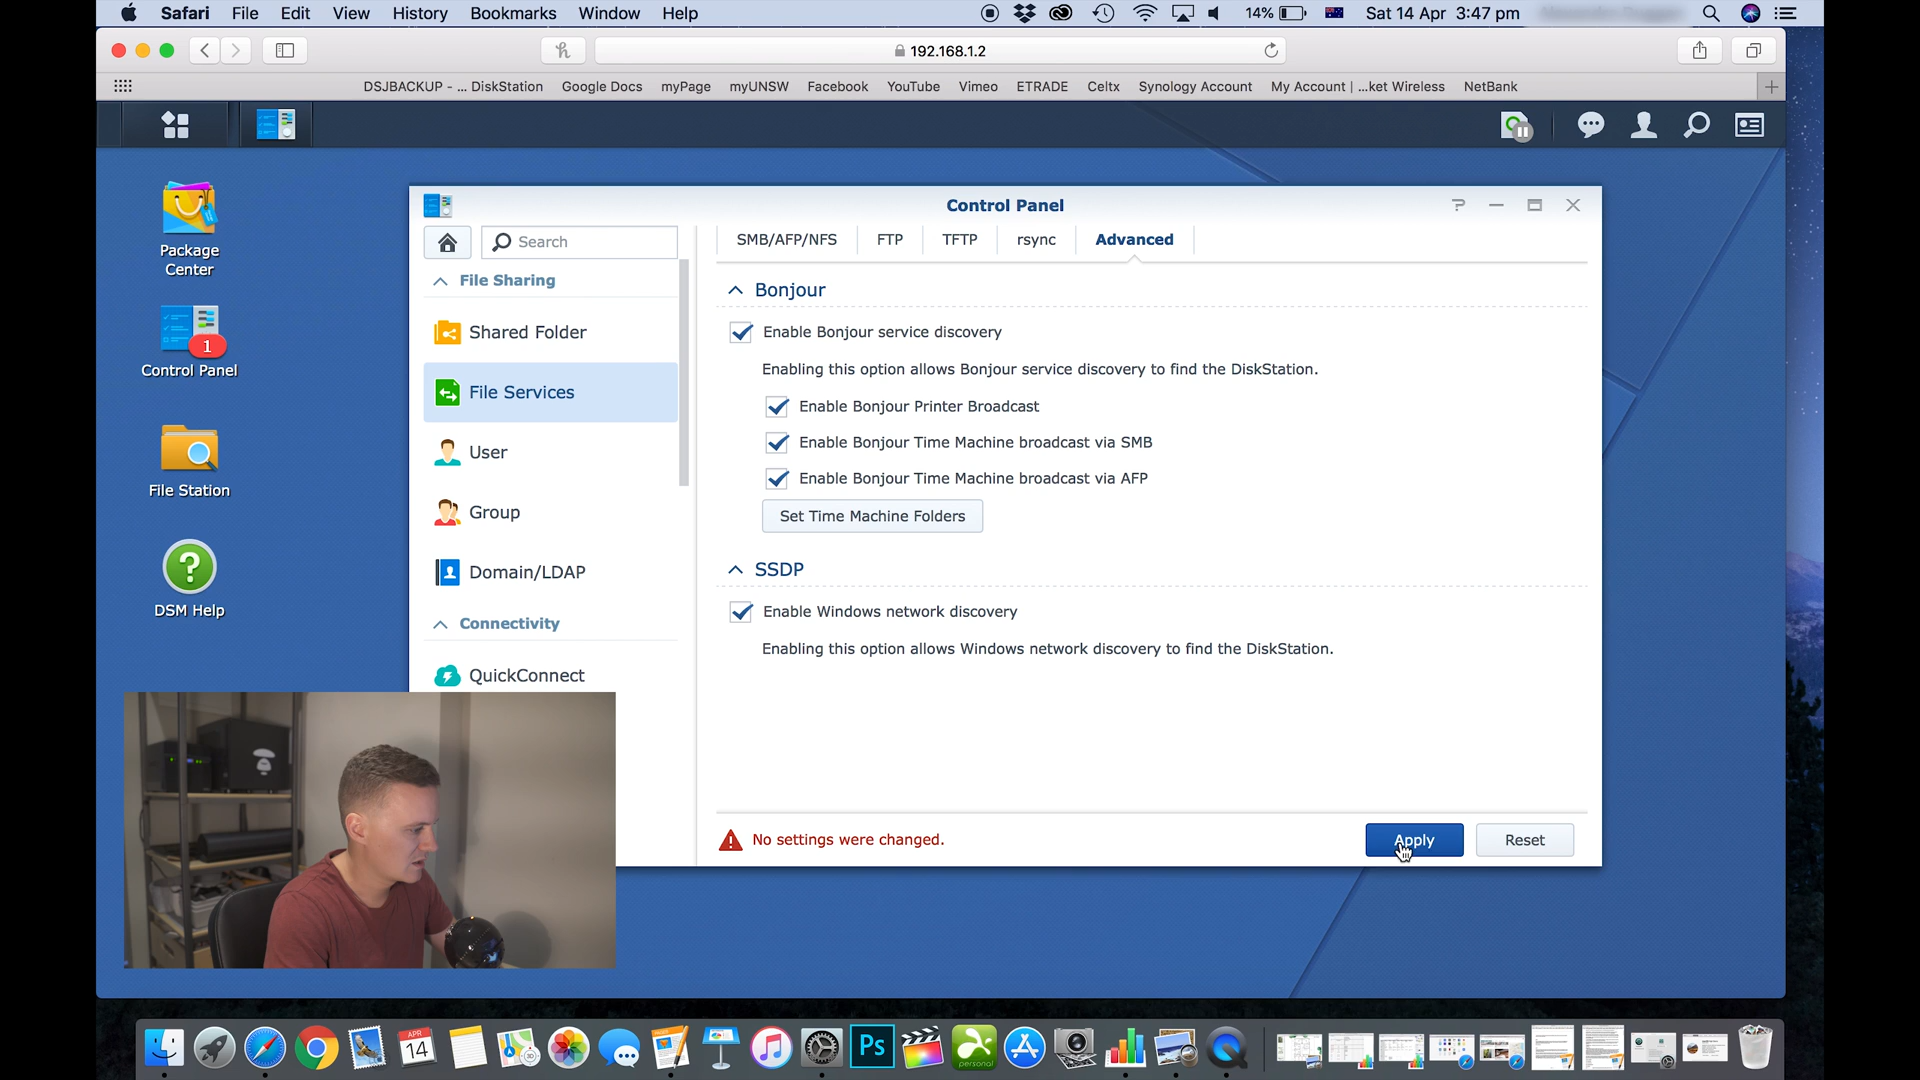 Safari File Edit View History Bookmarks Window Help 14% Sat 14 Apr 3:47 pm
192.168.1.2
DSJBACKUP - ... DiskStation Google Docs myPage myUNSW Facebook YouTube Vimeo ETRADE Celtx Synology Account My Account | ...ket Wireless NetBank
Package
Center
1
Control Panel
File Station
?
DSM Help
Control Panel
?
Search
SMB/AFP/NFS FTP TFTP rsync Advanced
File Sharing
Shared Folder
File Services
User
Group
Domain/LDAP
Connectivity
QuickConnect
Bonjour
Enable Bonjour service discovery
Enabling this option allows Bonjour service discovery to find the DiskStation.
Enable Bonjour Printer Broadcast
Enable Bonjour Time Machine broadcast via SMB
Enable Bonjour Time Machine broadcast via AFP
Set Time Machine Folders
SSDP
Enable Windows network discovery
Enabling this option allows Windows network discovery to find the DiskStation.
No settings were changed.
Apply Reset
APR
14
Ps
personal